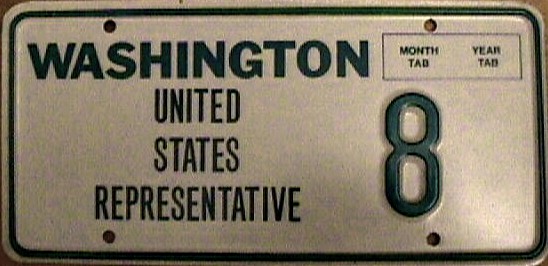 WASHINGTON
MONTH TAB YEAR TAB
UNITED
STATES
REPRESENTATIVE
8